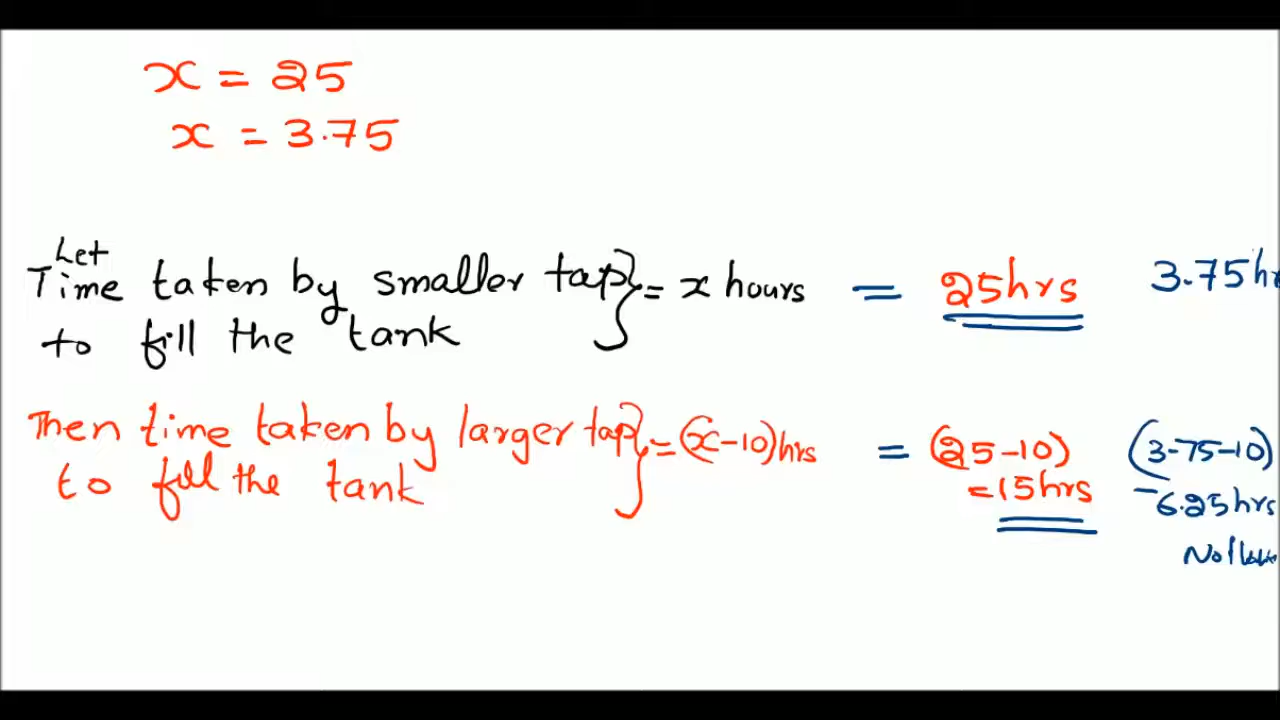 x = 25
x = 3.75
Let
Time taken by smaller tap } = x hours = 25hrs 3.75h
to fill the tank
Then time taken by larger tap } = (x-10)hrs = (25-10) (3-75-10)
to fill the tank =15hrs -6.25hrs